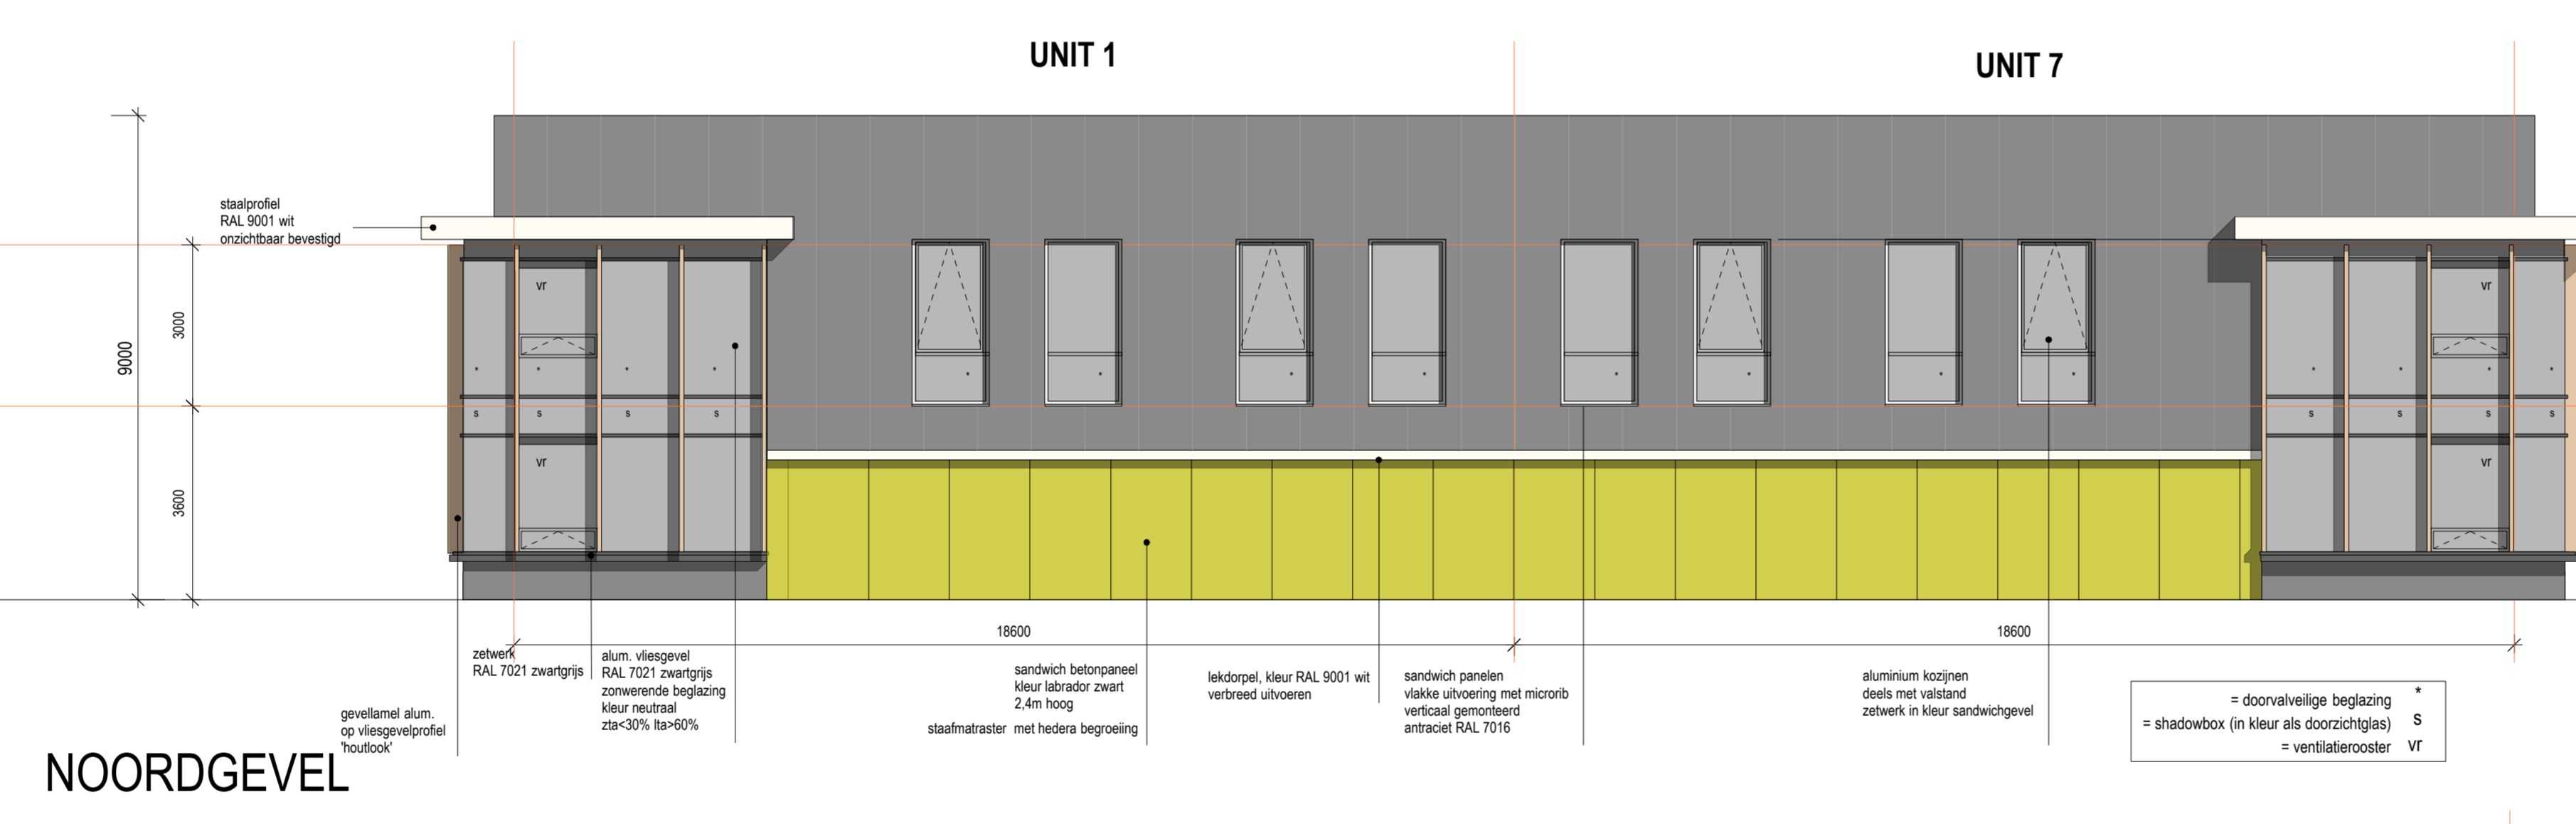 UNIT 1
UNIT 7
staalprofiel
RAL 9001 wit
onzichtbaar bevestigd
9000
3000
3600
vr
vr
* * * *
s s s s
* * * * * * * *
vr
vr
* * * *
s s s s
18600
18600
zetwerk
RAL 7021 zwartgrijs
alum. vliesgevel
RAL 7021 zwartgrijs
zonwerende beglazing
kleur neutraal
zta<30% lta>60%
gevellamel alum.
op vliesgevelprofiel
'houtlook'
sandwich betonpaneel
kleur labrador zwart
2,4m hoog
staafmatraster met hedera begroeiing
lekdorpel, kleur RAL 9001 wit
verbreed uitvoeren
sandwich panelen
vlakke uitvoering met microrib
verticaal gemonteerd
antraciet RAL 7016
aluminium kozijnen
deels met valstand
zetwerk in kleur sandwichgevel
= doorvalveilige beglazing *
= shadowbox (in kleur als doorzichtglas) s
= ventilatierooster vr
NOORDGEVEL